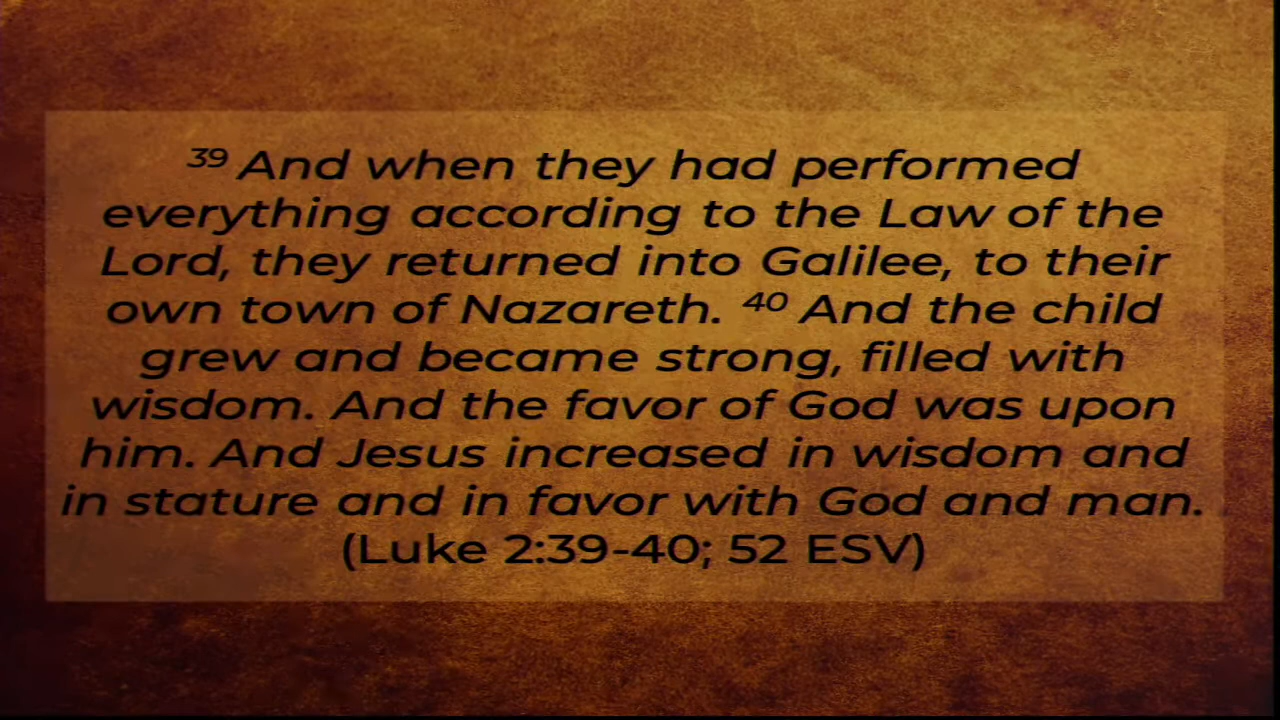 ³⁹ And when they had performed
everything according to the Law of the
Lord, they returned into Galilee, to their
own town of Nazareth. ⁴⁰ And the child
grew and became strong, filled with
wisdom. And the favor of God was upon
him. And Jesus increased in wisdom and
in stature and in favor with God and man.
(Luke 2:39-40; 52 ESV)